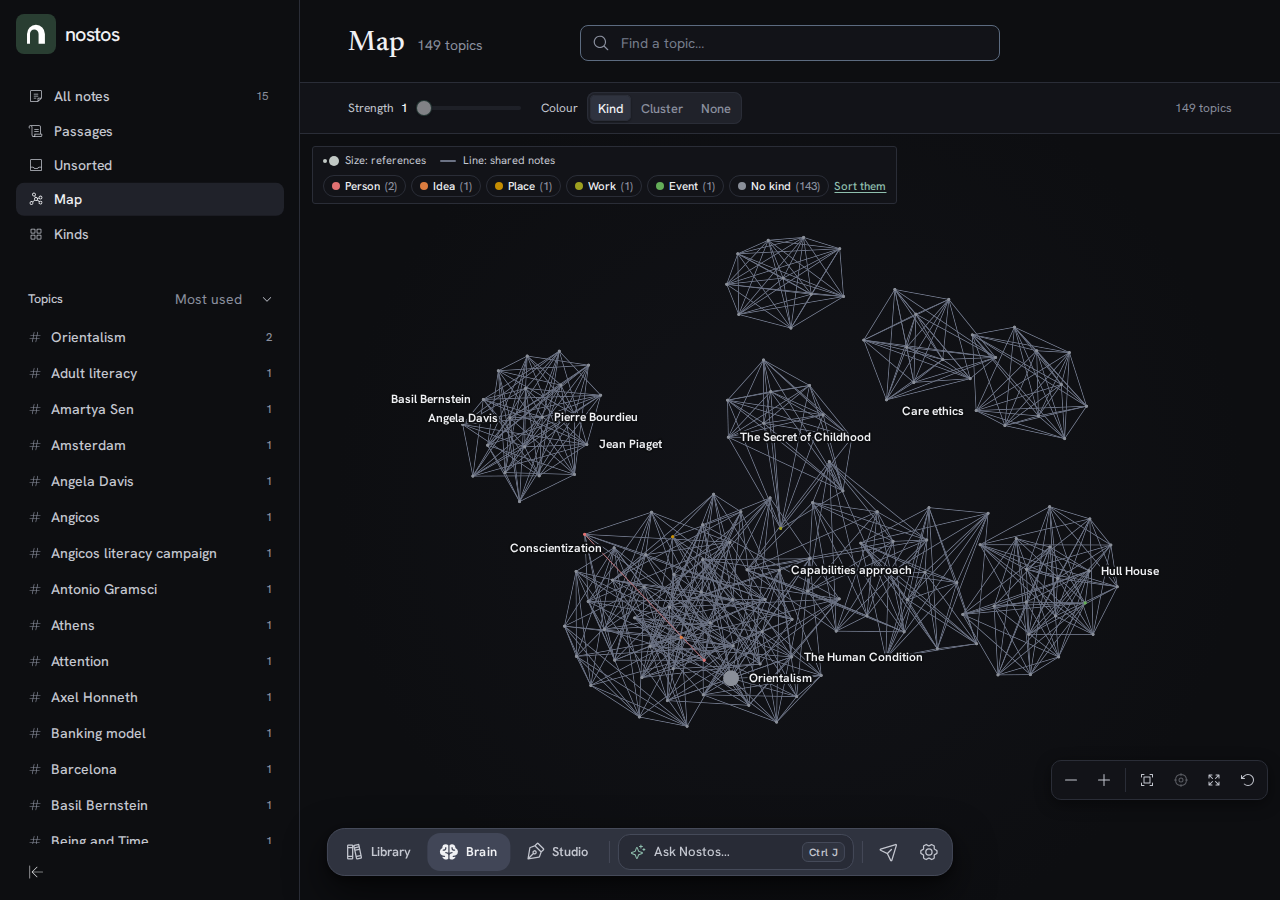 nostos
All notes 15
Passages
Unsorted
Map
Kinds
Topics Most used
# Orientalism 2
# Adult literacy 1
# Amartya Sen 1
# Amsterdam 1
# Angela Davis 1
# Angicos 1
# Angicos literacy campaign 1
# Antonio Gramsci 1
# Athens 1
# Attention 1
# Axel Honneth 1
# Banking model 1
# Barcelona 1
# Basil Bernstein 1
# Being and Time 1
Map 149 topics
Find a topic...
Strength 1 Colour Kind Cluster None 149 topics
Size: references Line: shared notes
Person (2) Idea (1) Place (1) Work (1) Event (1) No kind (143) Sort them
Basil Bernstein
Care ethics
Angela Davis
Pierre Bourdieu
The Secret of Childhood
Jean Piaget
Conscientization
Capabilities approach
Hull House
The Human Condition
Orientalism
Library Brain Studio Ask Nostos... Ctrl J